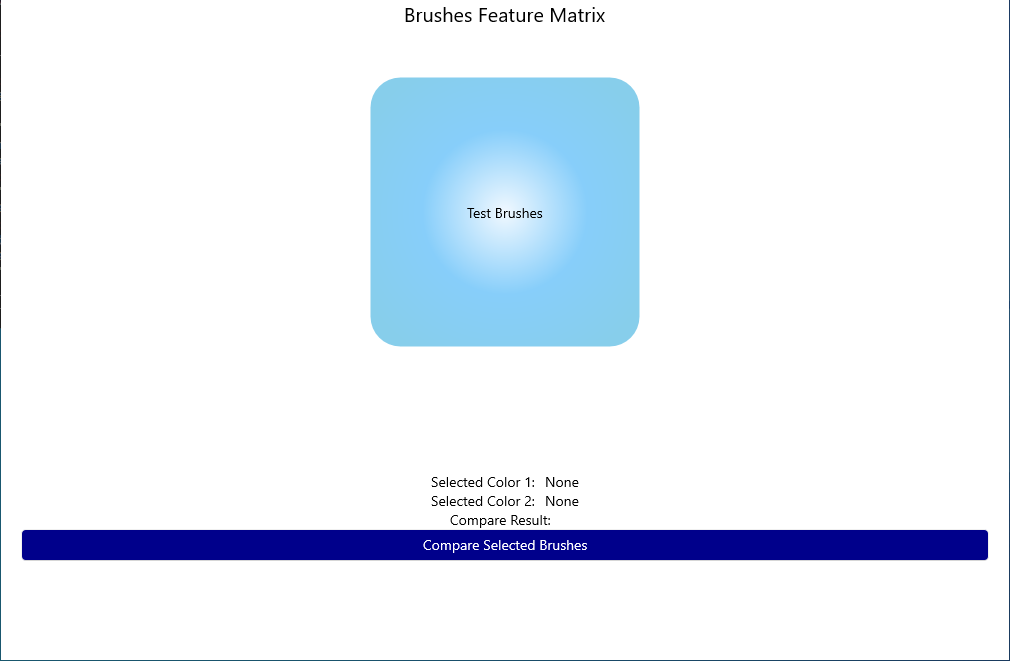 Brushes Feature Matrix
Test Brushes
Selected Color 1: None
Selected Color 2: None
Compare Result:
Compare Selected Brushes